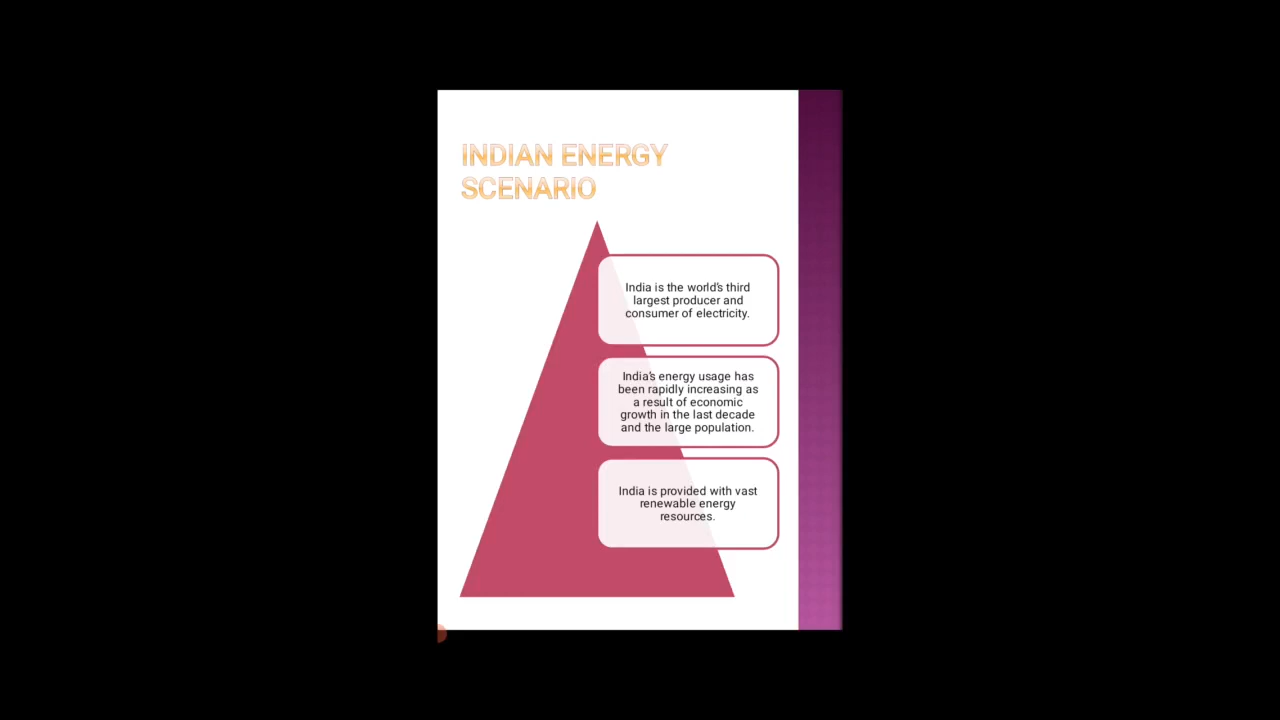 INDIAN ENERGY
SCENARIO
India is the world's third
largest producer and
consumer of electricity.
India's energy usage has
been rapidly increasing as
a result of economic
growth in the last decade
and the large population.
India is provided with vast
renewable energy
resources.